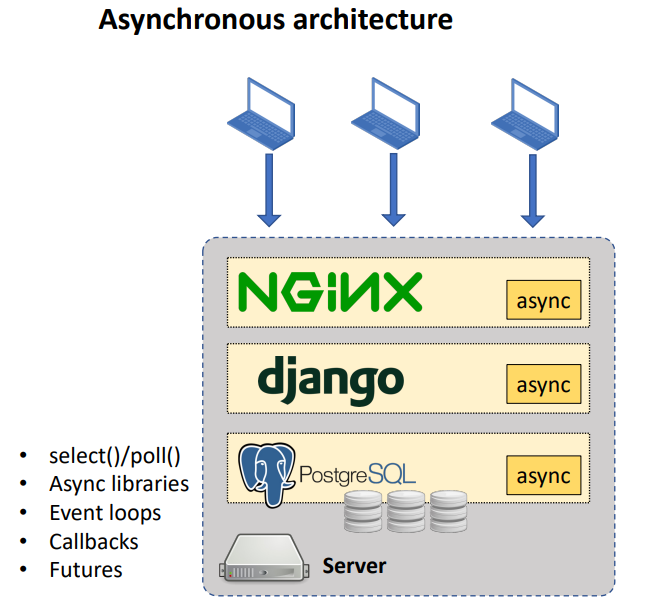 Asynchronous architecture
NGINX
async
django
async
PostgreSQL
async
• select()/poll()
• Async libraries
• Event loops
• Callbacks
• Futures
Server